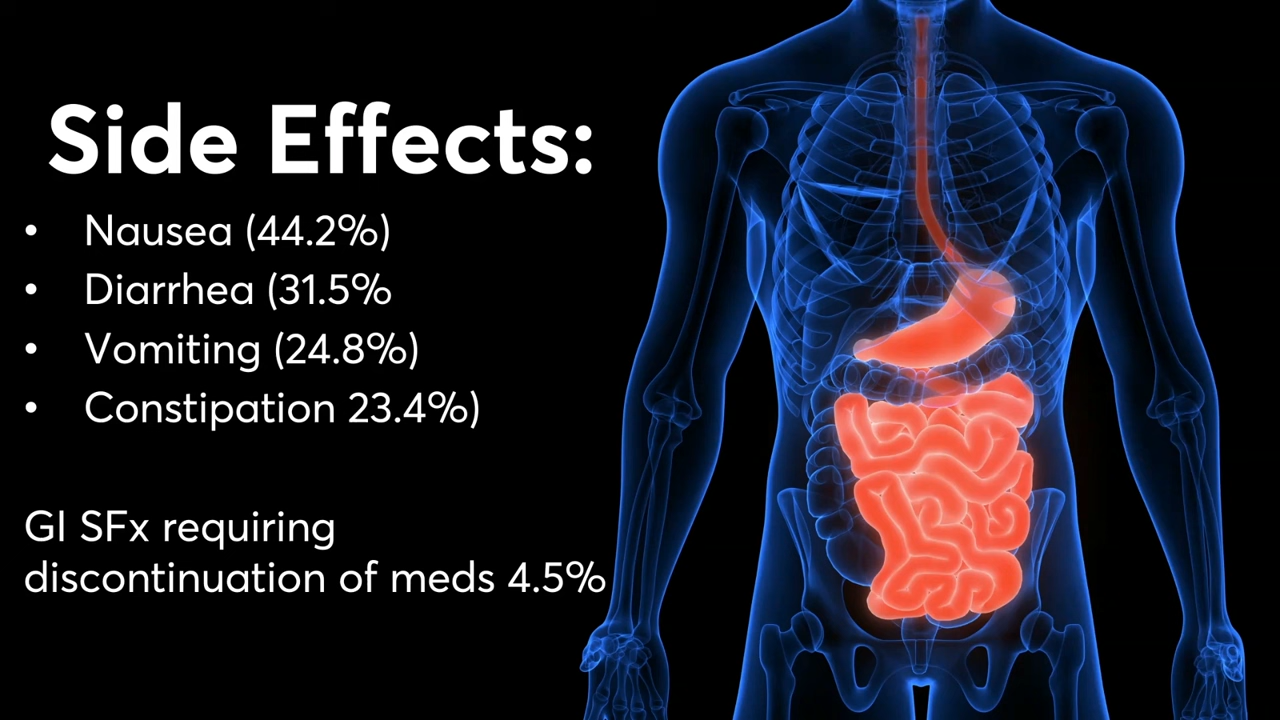 Side Effects:
• Nausea (44.2%)
• Diarrhea (31.5%
• Vomiting (24.8%)
• Constipation 23.4%)
GI SFx requiring
discontinuation of meds 4.5%